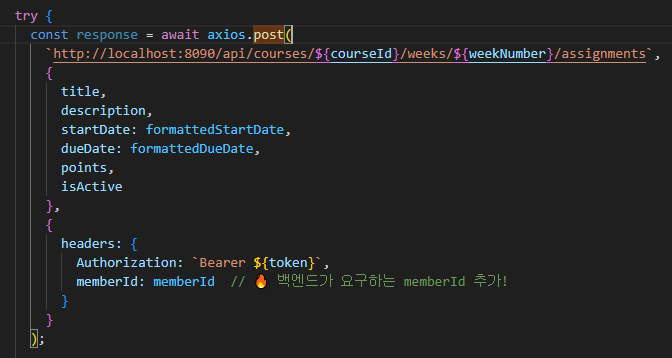 try {
const response = await axios.post(
`http://localhost:8090/api/courses/${courseId}/weeks/${weekNumber}/assignments`,
{
title,
description,
startDate: formattedStartDate,
dueDate: formattedDueDate,
points,
isActive
},
{
headers: {
Authorization: `Bearer ${token}`,
memberId: memberId  // 🔥 백엔드가 요구하는 memberId 추가!
}
}
);